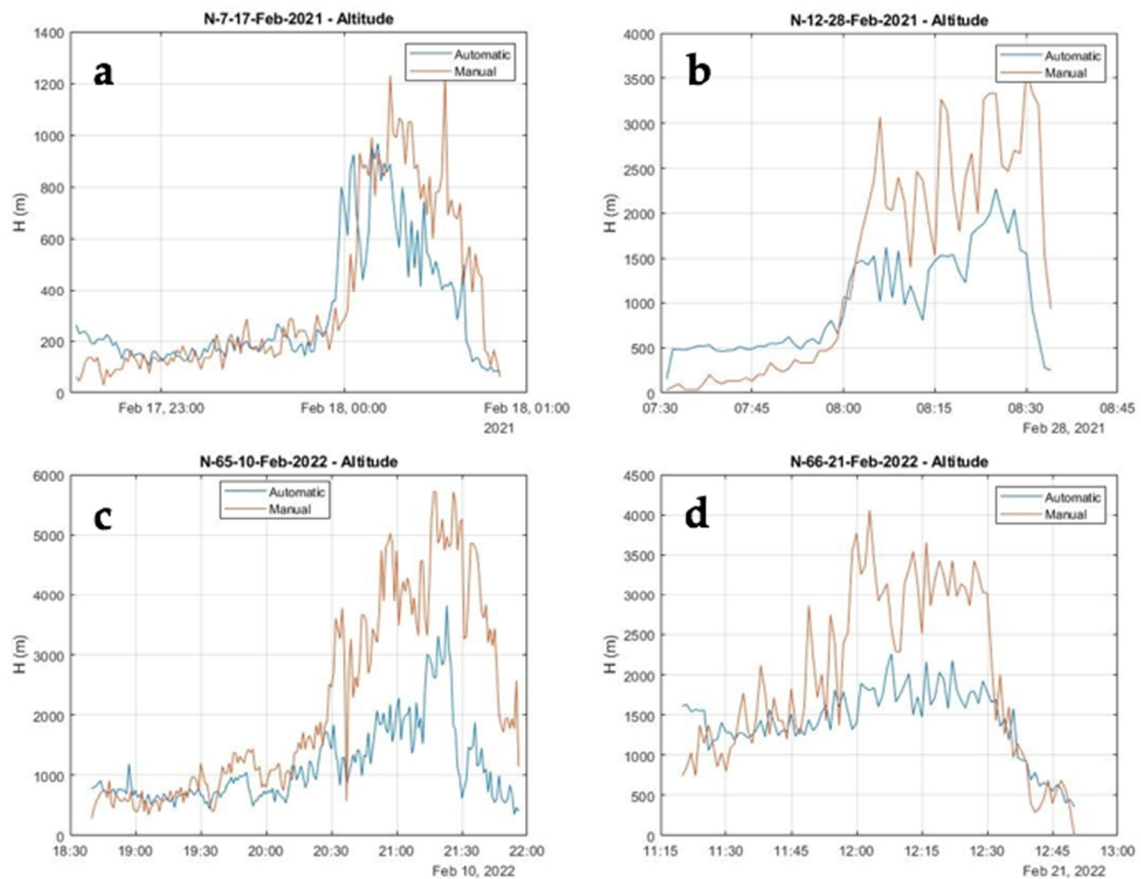 N-7-17-Feb-2021 - Altitude
a
Automatic
Manual
H (m)
1400
1200
1000
800
600
400
200
0
Feb 17, 23:00
Feb 18, 00:00
Feb 18, 01:00
2021
N-12-28-Feb-2021 - Altitude
b
Automatic
Manual
H (m)
4000
3500
3000
2500
2000
1500
1000
500
0
07:30
07:45
08:00
08:15
08:30
08:45
Feb 28, 2021
N-65-10-Feb-2022 - Altitude
c
Automatic
Manual
H (m)
6000
5000
4000
3000
2000
1000
0
18:30
19:00
19:30
20:00
20:30
21:00
21:30
22:00
Feb 10, 2022
N-66-21-Feb-2022 - Altitude
d
Automatic
Manual
H (m)
4500
4000
3500
3000
2500
2000
1500
1000
500
0
11:15
11:30
11:45
12:00
12:15
12:30
12:45
13:00
Feb 21, 2022